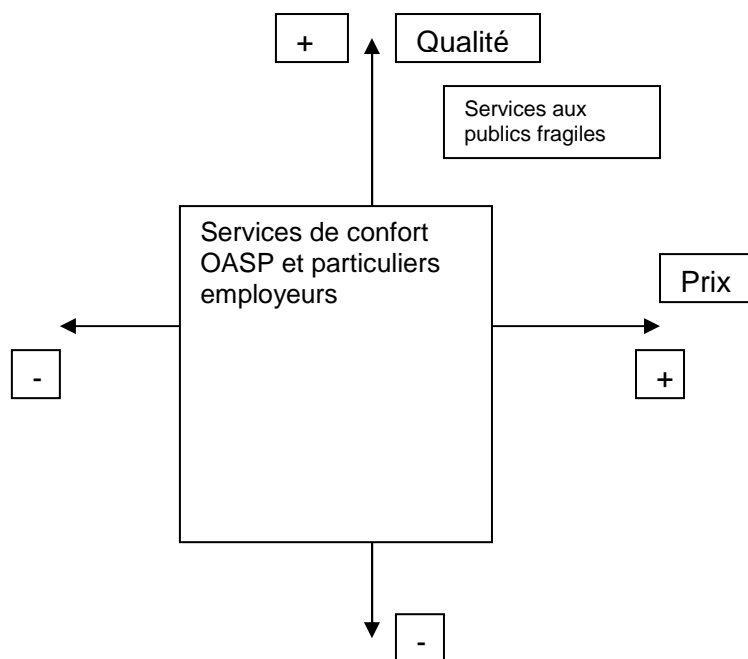 +
Qualité
Services aux
publics fragiles
Services de confort
OASP et particuliers
employeurs
Prix
-
+
-